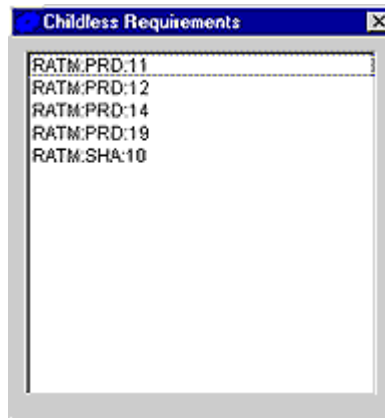 Childless Requirements
RATM:PRD:11
RATM:PRD:12
RATM:PRD:14
RATM:PRD:19
RATM:SHA:10